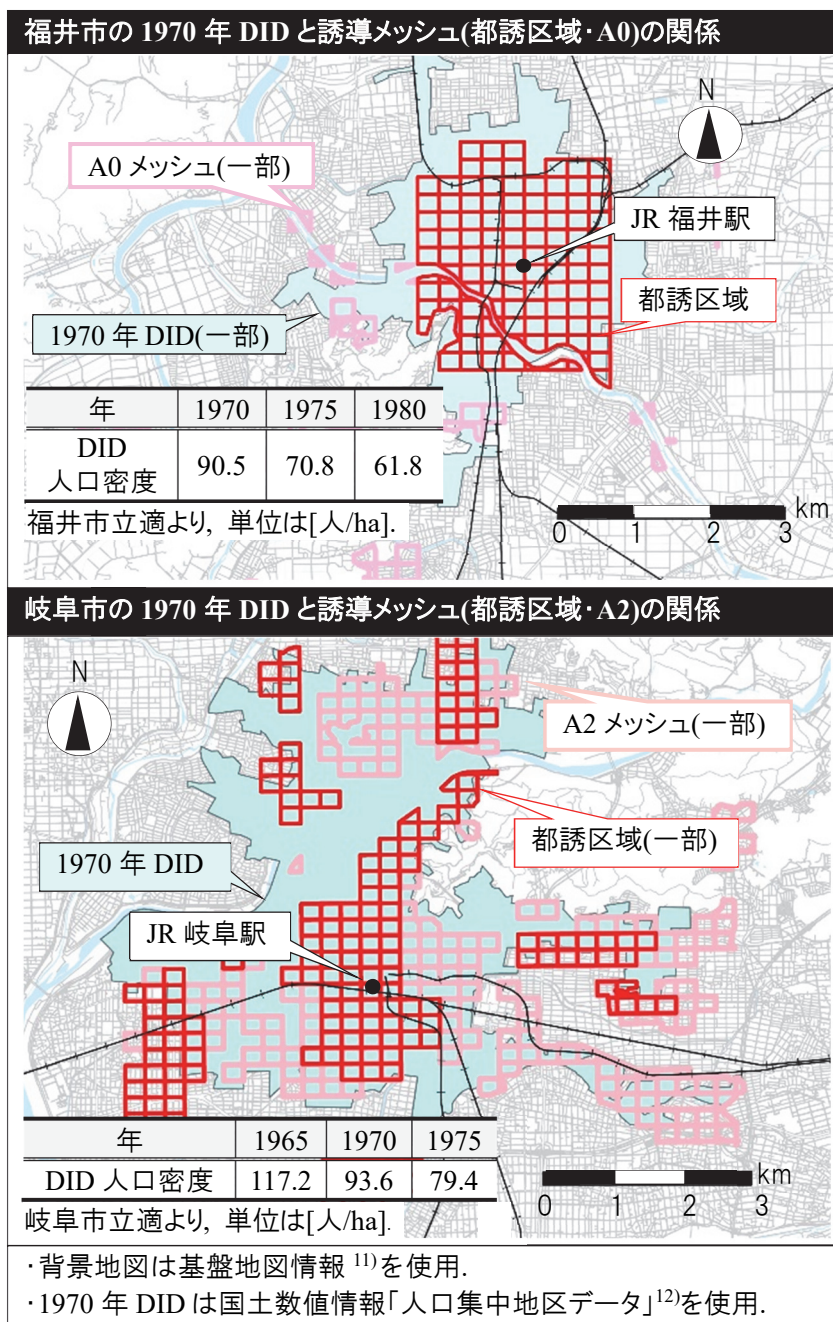 福井市の 1970 年 DID と誘導メッシュ(都誘区域・A0)の関係
N
A0 メッシュ(一部)
JR 福井駅
都誘区域
1970 年 DID(一部)
年 1970 1975 1980
DID
人口密度 90.5 70.8 61.8
福井市立適より, 単位は[人/ha].
km
0 1 2 3
岐阜市の 1970 年 DID と誘導メッシュ(都誘区域・A2)の関係
N
A2 メッシュ(一部)
都誘区域(一部)
1970 年 DID
JR 岐阜駅
年 1965 1970 1975
DID 人口密度 117.2 93.6 79.4
岐阜市立適より, 単位は[人/ha].
km
0 1 2 3
・背景地図は基盤地図情報 11)を使用.
・1970 年 DID は国土数値情報「人口集中地区データ」12)を使用.